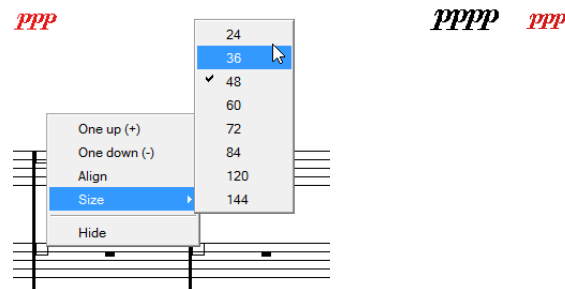 ppp
pppp ppp
24
36
48
60
72
84
120
144
One up (+)
One down (-)
Align
Size
Hide